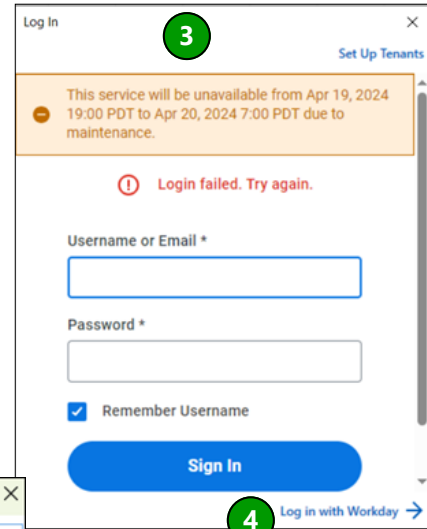 Log In
3
Set Up Tenants
This service will be unavailable from Apr 19, 2024
19:00 PDT to Apr 20, 2024 7:00 PDT due to
maintenance.
Login failed. Try again.
Username or Email *
Password *
Remember Username
Sign In
4
Log in with Workday